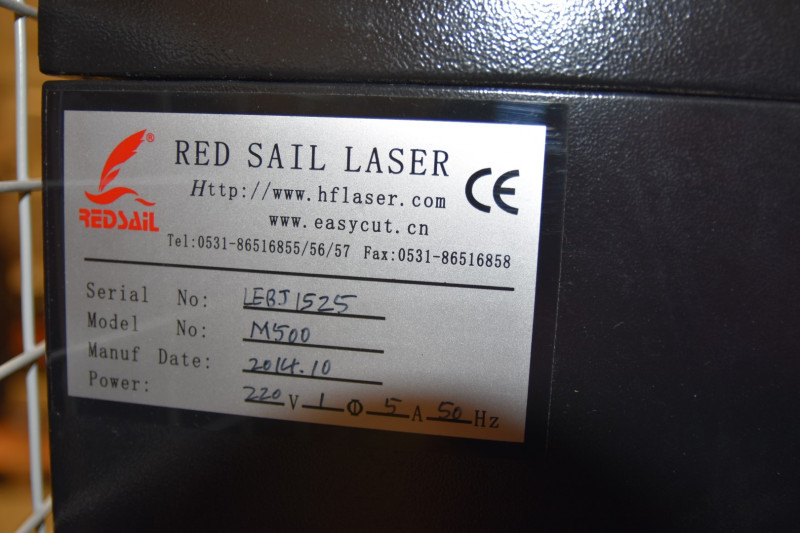 RED SAIL LASER
Http://www.hflaser.com
www.easycut.cn
Tel:0531-86516855/56/57 Fax:0531-86516858
CE
REDSAIL ®
Serial No: LEBJ1525
Model No: M500
Manuf Date: 2014.10
Power: 220 V 1 Φ 5 A 50 Hz